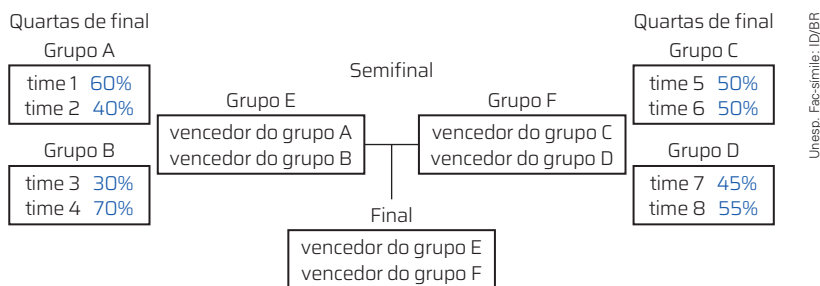 Quartas de final
Grupo A
time 1 60%
time 2 40%
Grupo B
time 3 30%
time 4 70%
Semifinal
Grupo E
vencedor do grupo A
vencedor do grupo B
Grupo F
vencedor do grupo C
vencedor do grupo D
Final
vencedor do grupo E
vencedor do grupo F
Quartas de final
Grupo C
time 5 50%
time 6 50%
Grupo D
time 7 45%
time 8 55%
Unesp. Fac-símile: ID/BR